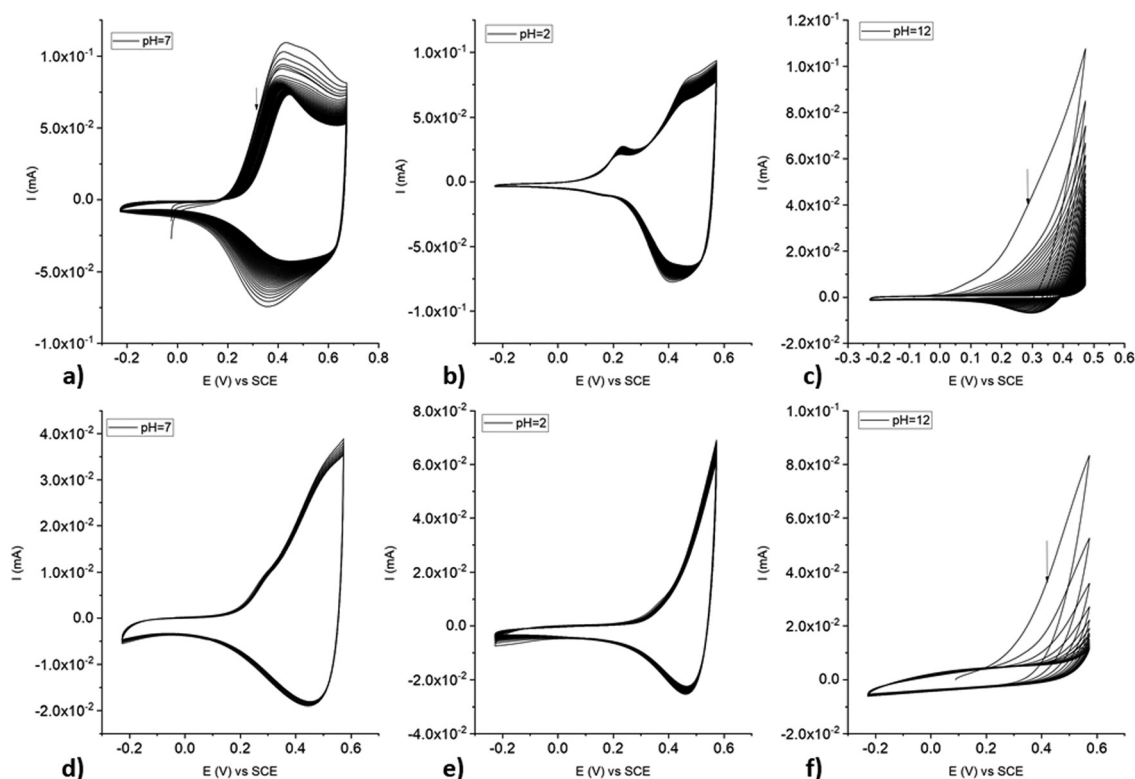 pH=7
1.0x10⁻¹
5.0x10⁻²
0.0
-5.0x10⁻²
-1.0x10⁻¹
I (mA)
-0.2 0.0 0.2 0.4 0.6 0.8
E (V) vs SCE
a)
pH=2
1.0x10⁻¹
5.0x10⁻²
0.0
-5.0x10⁻²
-1.0x10⁻¹
I (mA)
-0.2 0.0 0.2 0.4 0.6
E (V) vs SCE
b)
pH=12
1.2x10⁻¹
1.0x10⁻¹
8.0x10⁻²
6.0x10⁻²
4.0x10⁻²
2.0x10⁻²
0.0
-2.0x10⁻²
I (mA)
-0.3 -0.2 -0.1 0.0 0.1 0.2 0.3 0.4 0.5 0.6
E (V) vs SCE
c)
pH=7
4.0x10⁻²
3.0x10⁻²
2.0x10⁻²
1.0x10⁻²
0.0
-1.0x10⁻²
-2.0x10⁻²
I (mA)
-0.2 0.0 0.2 0.4 0.6
E (V) vs SCE
d)
pH=2
8.0x10⁻²
6.0x10⁻²
4.0x10⁻²
2.0x10⁻²
0.0
-2.0x10⁻²
-4.0x10⁻²
I (mA)
-0.2 0.0 0.2 0.4 0.6
E (V) vs SCE
e)
pH=12
1.0x10⁻¹
8.0x10⁻²
6.0x10⁻²
4.0x10⁻²
2.0x10⁻²
0.0
-2.0x10⁻²
I (mA)
-0.2 0.0 0.2 0.4 0.6
E (V) vs SCE
f)